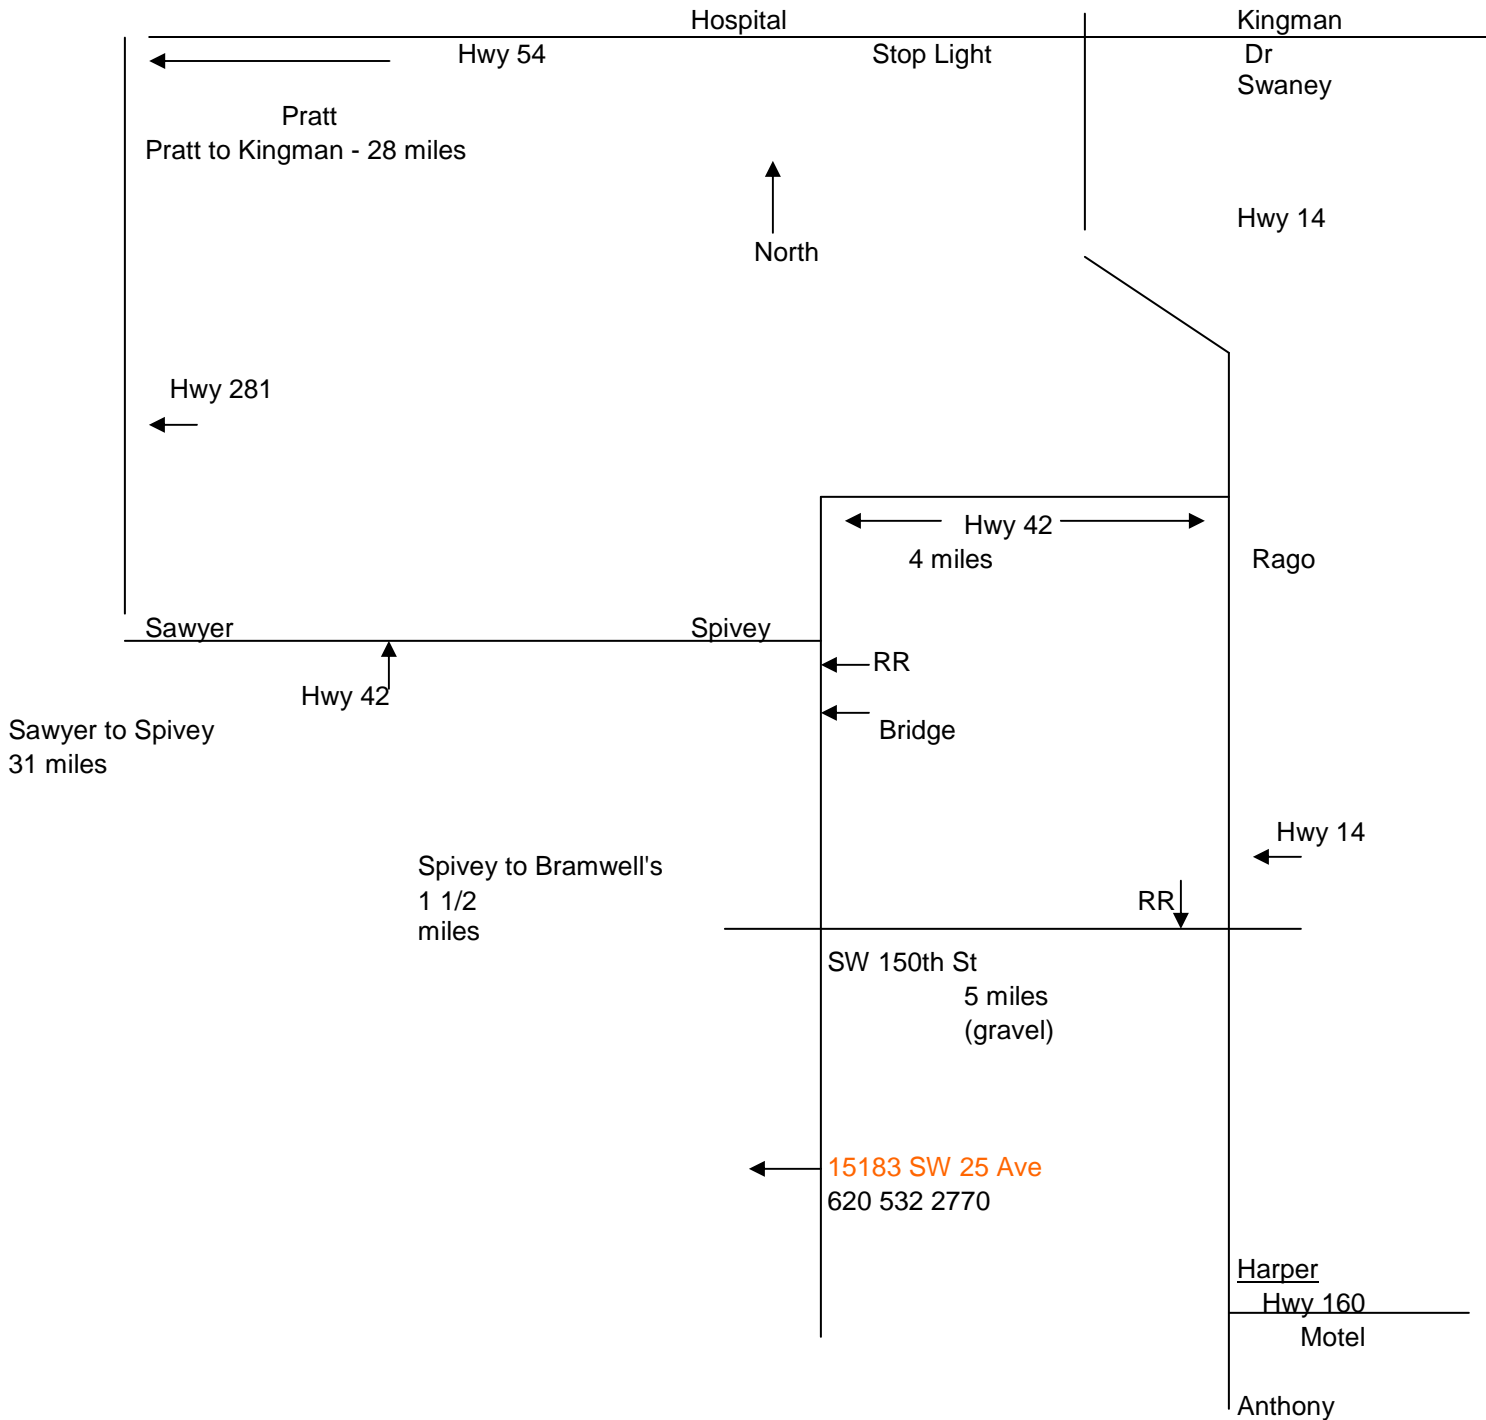 Hospital
Kingman
Hwy 54
Stop Light
Dr
Swaney
Pratt
Pratt to Kingman - 28 miles
Hwy 14
North
Hwy 281
Hwy 42
4 miles
Rago
Sawyer
Spivey
RR
Hwy 42
Bridge
Sawyer to Spivey
31 miles
Hwy 14
Spivey to Bramwell's
1 1/2
miles
RR
SW 150th St
5 miles
(gravel)
15183 SW 25 Ave
620 532 2770
Harper
Hwy 160
Motel
Anthony